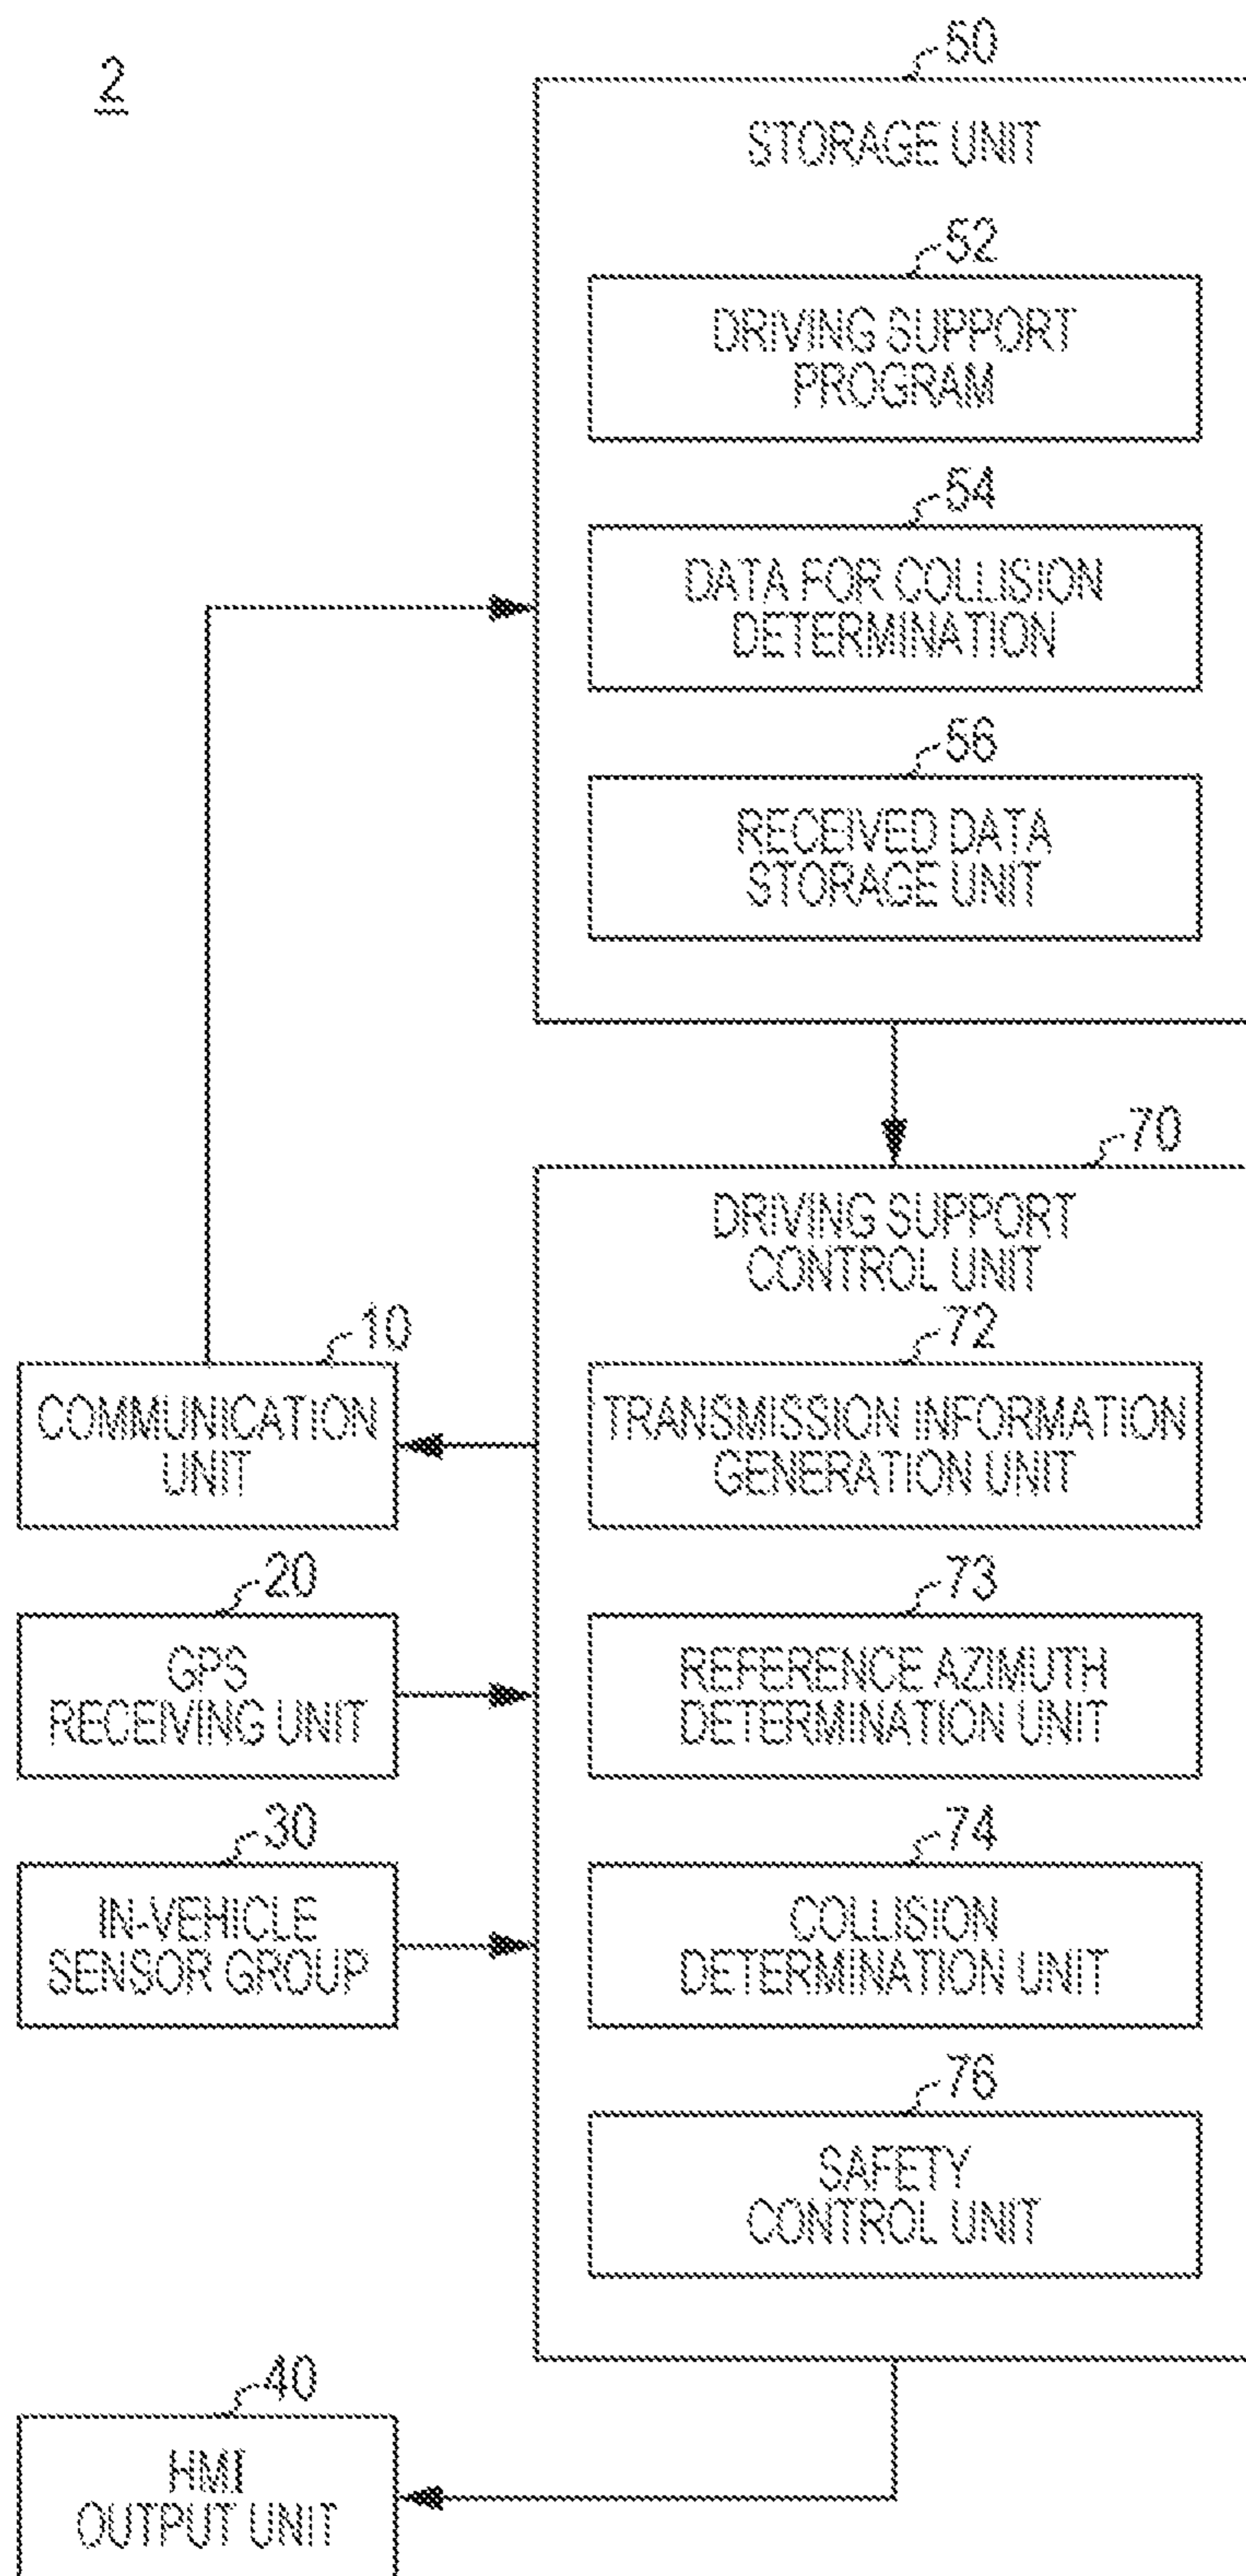 2
50
STORAGE UNIT
52
DRIVING SUPPORT
PROGRAM
54
DATA FOR COLLISION
DETERMINATION
56
RECEIVED DATA
STORAGE UNIT
70
DRIVING SUPPORT
CONTROL UNIT
10
COMMUNICATION
UNIT
72
TRANSMISSION INFORMATION
GENERATION UNIT
20
GPS
RECEIVING UNIT
73
REFERENCE AZIMUTH
DETERMINATION UNIT
30
IN-VEHICLE
SENSOR GROUP
74
COLLISION
DETERMINATION UNIT
76
SAFETY
CONTROL UNIT
40
HMI
OUTPUT UNIT